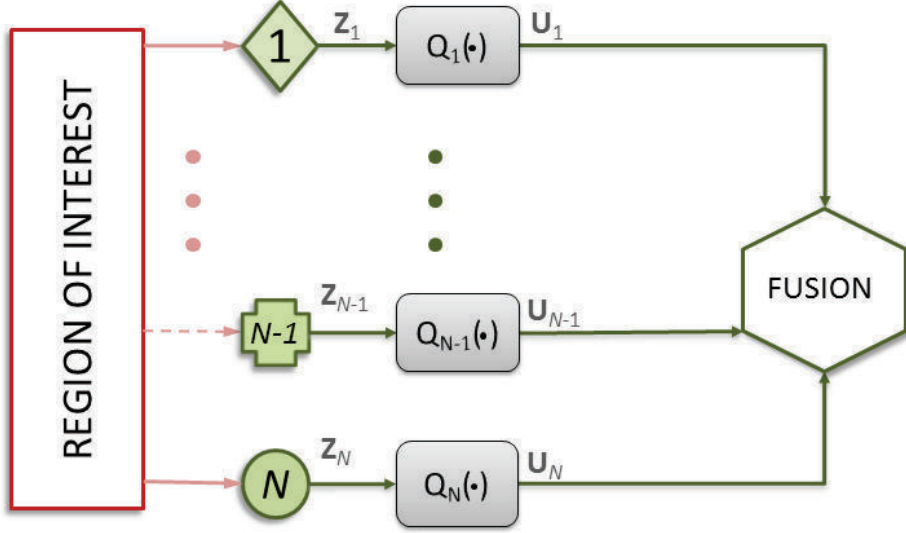 REGION OF INTEREST
1
Z1
Q1(•)
U1
N-1
ZN-1
QN-1(•)
UN-1
FUSION
N
ZN
QN(•)
UN